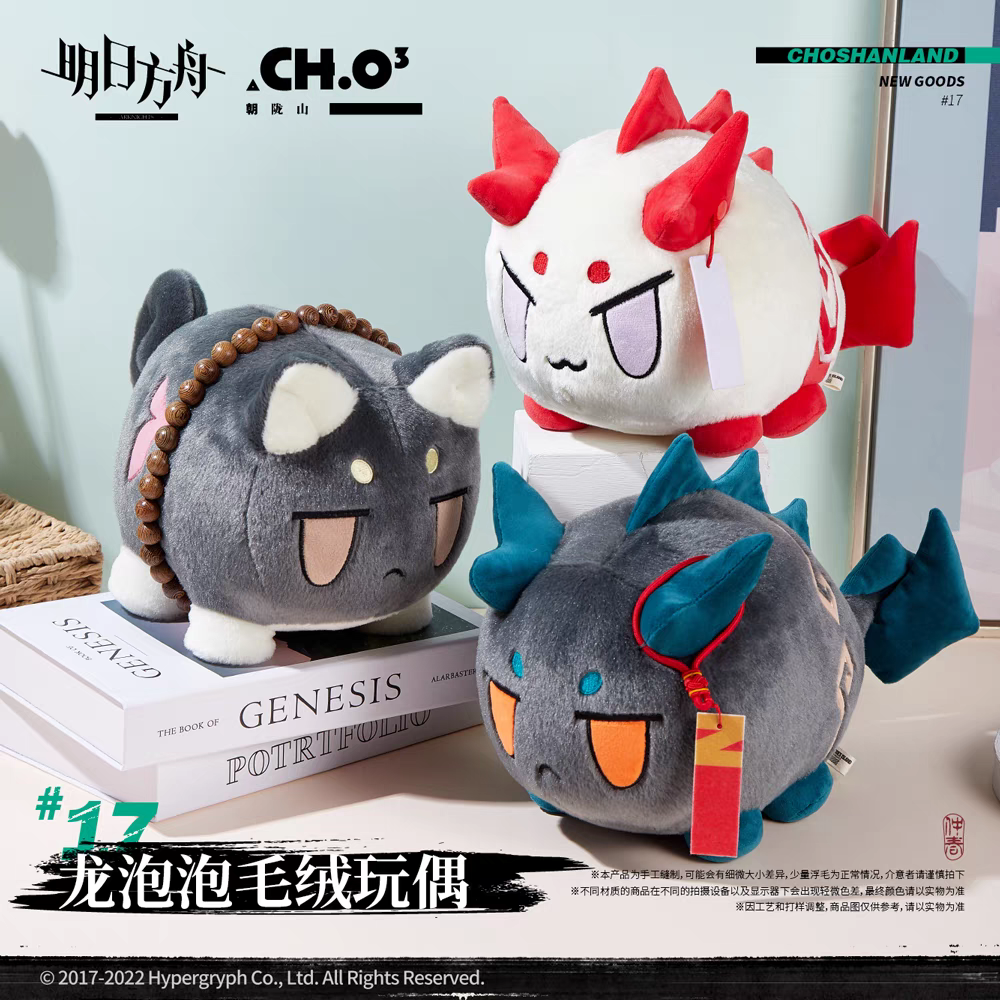 明日方舟
ARKNIGHTS
CH.O³
朝陇山
CHOSHANLAND
NEW GOODS
#17
GENESIS
BOOK OF
THE BOOK OF GENESIS ALABASTER
POTRTFOLIO
#17
龙泡泡毛绒玩偶
仲春
※本产品为手工缝制,可能会有细微大小差异,少量浮毛为正常情况,介意者请谨慎拍下
※不同材质的商品在不同的拍摄设备以及显示器下会出现轻微色差,最终颜色请以实物为准
※因工艺和打样调整,商品图仅供参考,请以实物为准
© 2017-2022 Hypergryph Co., Ltd. All Rights Reserved.